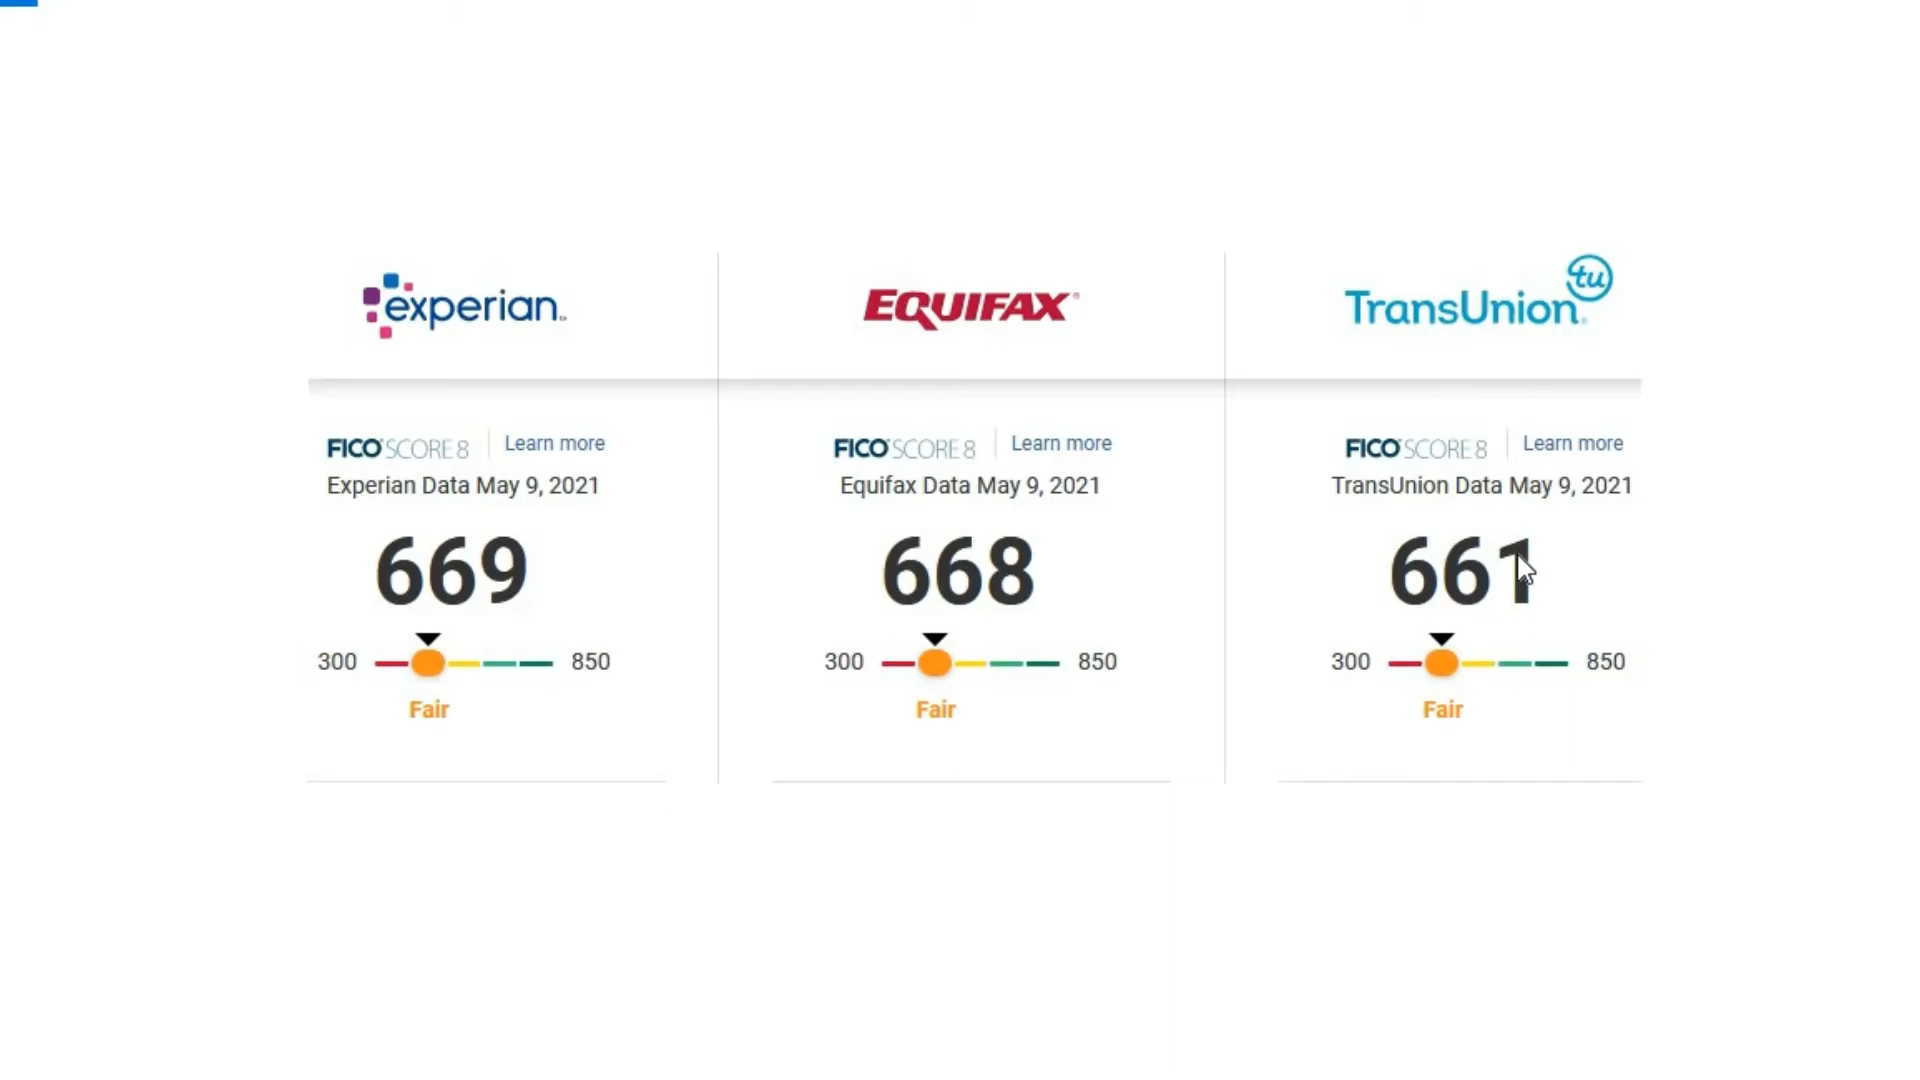 experian.
EQUIFAX
TransUnion
tu
FICO SCORE 8 Learn more
Experian Data May 9, 2021
669
300 850
Fair
FICO SCORE 8 Learn more
Equifax Data May 9, 2021
668
300 850
Fair
FICO SCORE 8 Learn more
TransUnion Data May 9, 2021
661
300 850
Fair